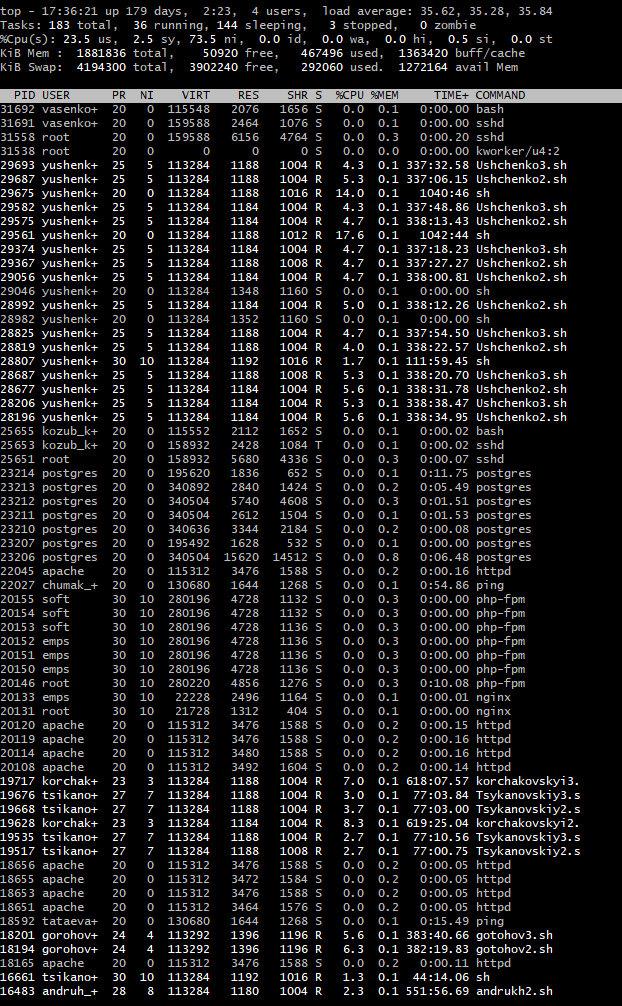 top - 17:36:21 up 179 days,  2:23,  4 users,  load average: 35.62, 35.28, 35.84
Tasks: 183 total,  36 running, 144 sleeping,   3 stopped,   0 zombie
%Cpu(s): 23.5 us,  2.5 sy, 73.5 ni,  0.0 id,  0.0 wa,  0.0 hi,  0.5 si,  0.0 st
KiB Mem :  1881836 total,    50920 free,   467496 used,  1363420 buff/cache
KiB Swap:  4194300 total,  3902240 free,   292060 used.  1272164 avail Mem
PID USER      PR  NI    VIRT    RES    SHR S  %CPU %MEM     TIME+ COMMAND
31692 vasenko+  20   0  115548   2076   1656 S   0.0  0.1   0:00.00 bash
31691 vasenko+  20   0  159588   2464   1076 S   0.0  0.1   0:00.00 sshd
31558 root      20   0  159588   6156   4764 S   0.0  0.3   0:00.20 sshd
31538 root      20   0       0      0      0 S   0.0  0.0   0:00.00 kworker/u4:2
29693 yushenk+  25   5  113284   1188   1004 R   4.3  0.1 337:32.58 Ushchenko3.sh
29687 yushenk+  25   5  113284   1188   1004 R   5.3  0.1 337:06.15 Ushchenko2.sh
29675 yushenk+  20   0  113284   1188   1016 R  14.0  0.1   1040:46 sh
29582 yushenk+  25   5  113284   1188   1004 R   4.3  0.1 337:48.86 Ushchenko3.sh
29575 yushenk+  25   5  113284   1184   1004 R   4.7  0.1 338:13.43 Ushchenko2.sh
29561 yushenk+  20   0  113284   1188   1012 R  17.6  0.1   1042:44 sh
29374 yushenk+  25   5  113284   1188   1004 R   4.7  0.1 337:18.23 Ushchenko3.sh
29367 yushenk+  25   5  113284   1188   1008 R   4.7  0.1 337:27.27 Ushchenko2.sh
29056 yushenk+  25   5  113284   1184   1004 R   4.7  0.1 338:00.81 Ushchenko3.sh
29046 yushenk+  20   0  113284   1348   1160 S   0.0  0.1   0:00.00 sh
28992 yushenk+  25   5  113284   1184   1004 R   5.0  0.1 338:12.26 Ushchenko2.sh
28982 yushenk+  20   0  113284   1352   1160 S   0.0  0.1   0:00.00 sh
28825 yushenk+  25   5  113284   1188   1004 R   4.7  0.1 337:54.50 Ushchenko3.sh
28819 yushenk+  25   5  113284   1188   1004 R   4.0  0.1 338:22.57 Ushchenko2.sh
28807 yushenk+  30  10  113284   1192   1016 R   1.7  0.1 111:59.45 sh
28687 yushenk+  25   5  113284   1188   1008 R   5.3  0.1 338:20.70 Ushchenko3.sh
28677 yushenk+  25   5  113284   1184   1004 R   5.6  0.1 338:31.78 Ushchenko2.sh
28206 yushenk+  25   5  113284   1184   1004 R   5.3  0.1 338:38.47 Ushchenko3.sh
28196 yushenk+  25   5  113284   1184   1004 R   5.6  0.1 338:34.95 Ushchenko2.sh
25655 kozub_k+  20   0  115552   2112   1652 S   0.0  0.1   0:00.02 bash
25653 kozub_k+  20   0  158932   2428   1084 T   0.0  0.1   0:00.02 sshd
25651 root      20   0  158932   5680   4336 S   0.0  0.3   0:00.07 sshd
23214 postgres  20   0  195620   1836    652 S   0.0  0.1   0:11.75 postgres
23213 postgres  20   0  340892   2840   1424 S   0.0  0.2   0:05.49 postgres
23212 postgres  20   0  340504   5740   4608 S   0.0  0.3   0:01.51 postgres
23211 postgres  20   0  340504   2612   1504 S   0.0  0.1   0:01.53 postgres
23210 postgres  20   0  340636   3344   2184 S   0.0  0.2   0:00.08 postgres
23207 postgres  20   0  195492   1628    532 S   0.0  0.1   0:00.00 postgres
23206 postgres  20   0  340504  15620  14512 S   0.0  0.8   0:06.48 postgres
22045 apache    20   0  115312   3476   1588 S   0.0  0.2   0:00.16 httpd
22027 chumak_+  20   0  130680   1644   1268 S   0.0  0.1   0:54.86 ping
20155 soft      30  10  280196   4728   1132 S   0.0  0.3   0:00.00 php-fpm
20154 soft      30  10  280196   4728   1132 S   0.0  0.3   0:00.00 php-fpm
20153 soft      30  10  280196   4728   1136 S   0.0  0.3   0:00.00 php-fpm
20152 emps      30  10  280196   4728   1136 S   0.0  0.3   0:00.00 php-fpm
20151 emps      30  10  280196   4728   1136 S   0.0  0.3   0:00.00 php-fpm
20150 emps      30  10  280196   4728   1136 S   0.0  0.3   0:00.00 php-fpm
20146 root      30  10  280220   4856   1276 S   0.0  0.3   0:10.08 php-fpm
20133 emps      30  10   22228   2496   1164 S   0.0  0.1   0:00.01 nginx
20131 root      30  10   21728   1312    404 S   0.0  0.1   0:00.00 nginx
20120 apache    20   0  115312   3476   1588 S   0.0  0.2   0:00.15 httpd
20119 apache    20   0  115312   3476   1588 S   0.0  0.2   0:00.16 httpd
20114 apache    20   0  115312   3480   1588 S   0.0  0.2   0:00.16 httpd
20108 apache    20   0  115312   3492   1604 S   0.0  0.2   0:00.14 httpd
19717 korchak+  23   3  113284   1188   1004 R   7.0  0.1 618:07.57 korchakovskyi3.
19676 tsikano+  27   7  113284   1188   1004 R   3.0  0.1  77:03.84 Tsykanovskiy3.s
19668 tsikano+  27   7  113284   1188   1004 R   3.7  0.1  77:03.00 Tsykanovskiy2.s
19628 korchak+  23   3  113284   1184   1004 R   8.3  0.1 619:25.04 korchakovskyi2.
19535 tsikano+  27   7  113284   1188   1004 R   2.7  0.1  77:10.56 Tsykanovskiy3.s
19517 tsikano+  27   7  113284   1188   1008 R   2.7  0.1  77:00.75 Tsykanovskiy2.s
18656 apache    20   0  115312   3476   1588 S   0.0  0.2   0:00.05 httpd
18655 apache    20   0  115312   3472   1584 S   0.0  0.2   0:00.06 httpd
18653 apache    20   0  115312   3476   1588 S   0.0  0.2   0:00.05 httpd
18651 apache    20   0  115312   3464   1576 S   0.0  0.2   0:00.05 httpd
18592 tataeva+  20   0  130680   1644   1268 S   0.0  0.1   0:15.49 ping
18201 gorohov+  24   4  113292   1396   1196 R   5.6  0.1 383:40.66 gotohov3.sh
18194 gorohov+  24   4  113292   1396   1196 R   6.3  0.1 382:19.83 gotohov2.sh
18165 apache    20   0  115312   3476   1588 S   0.0  0.2   0:00.11 httpd
16661 tsikano+  30  10  113284   1192   1016 R   1.3  0.1  44:14.06 sh
16483 andruh_+  28   8  113284   1180   1004 R   2.3  0.1 551:56.69 andrukh2.sh